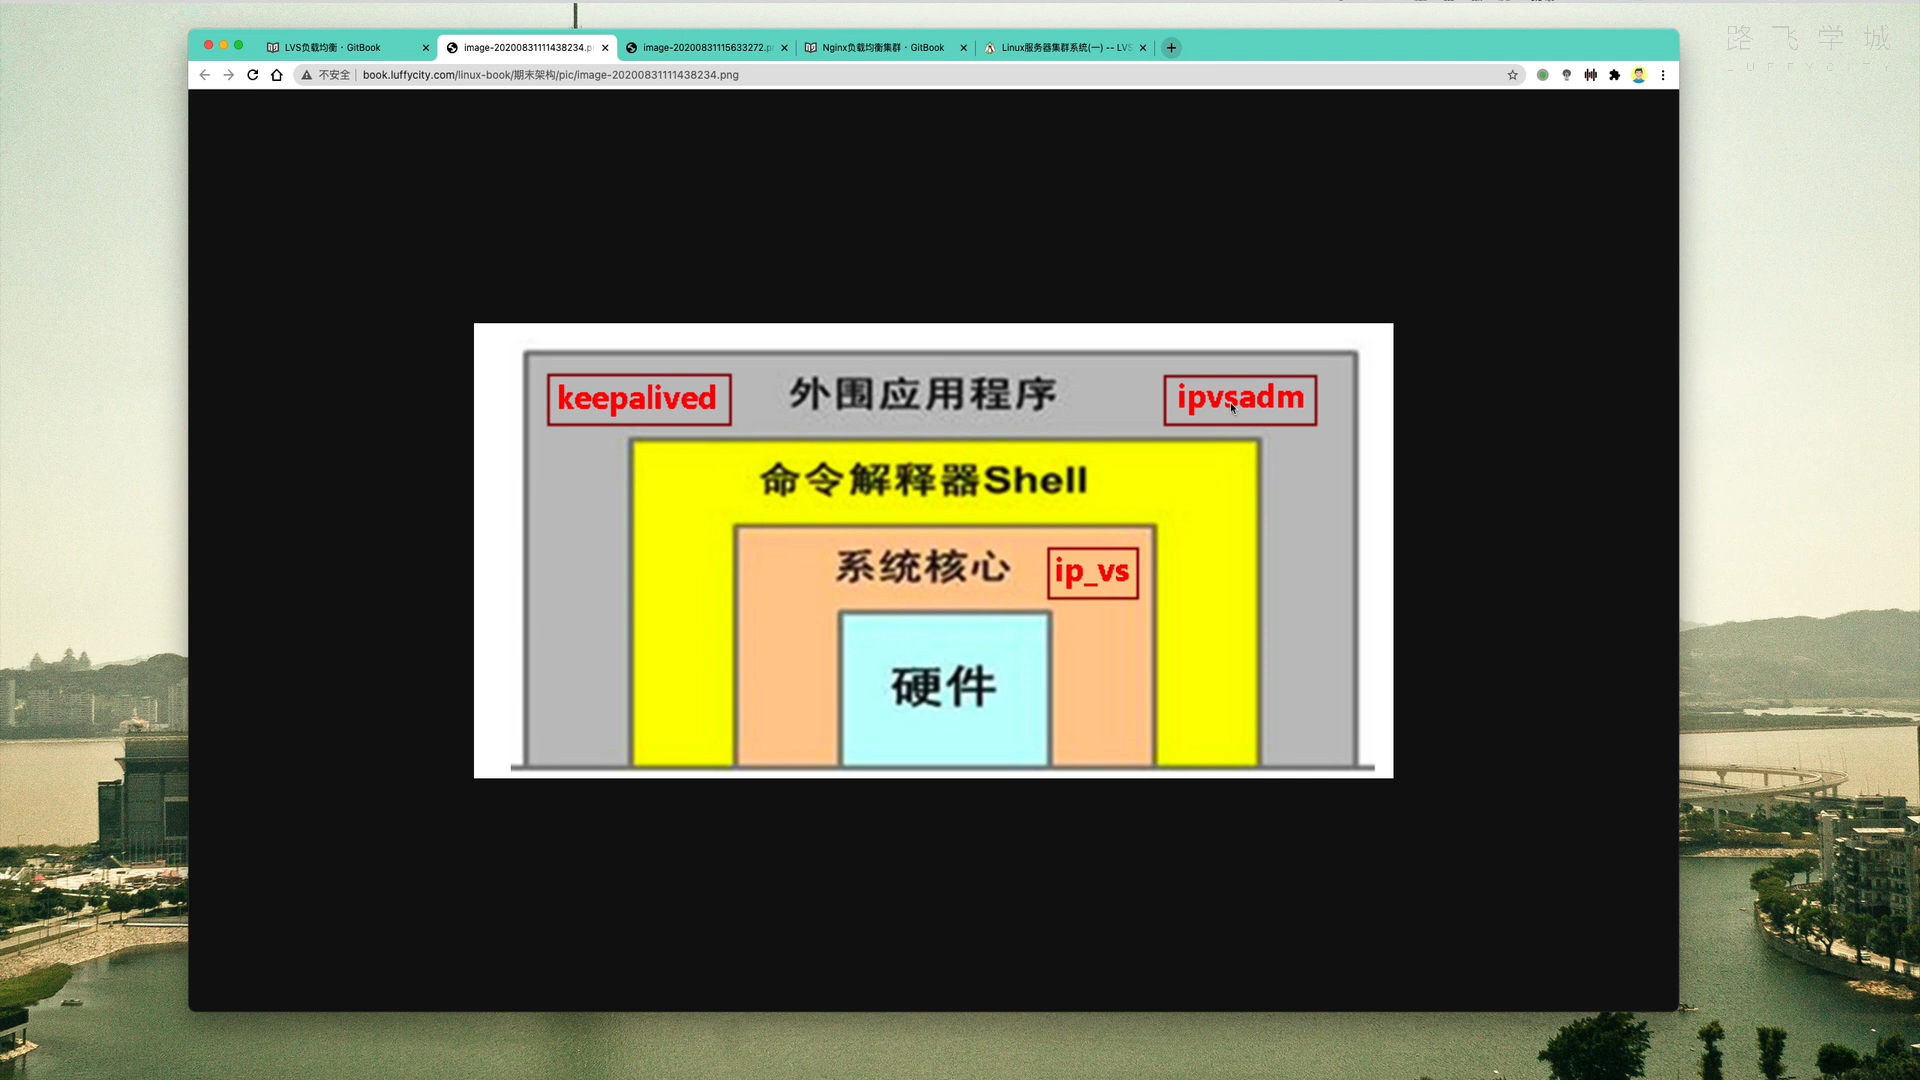 路飞学城
LUFFYCITY
LVS负载均衡 · GitBook
image-20200831111438234.p
image-20200831115633272.p
Nginx负载均衡集群 · GitBook
Linux服务器集群系统(一) -- LVS
不安全
book.luffycity.com/linux-book/期末架构/pic/image-20200831111438234.png
keepalived
外围应用程序
ipvsadm
命令解释器Shell
系统核心
ip_vs
硬件